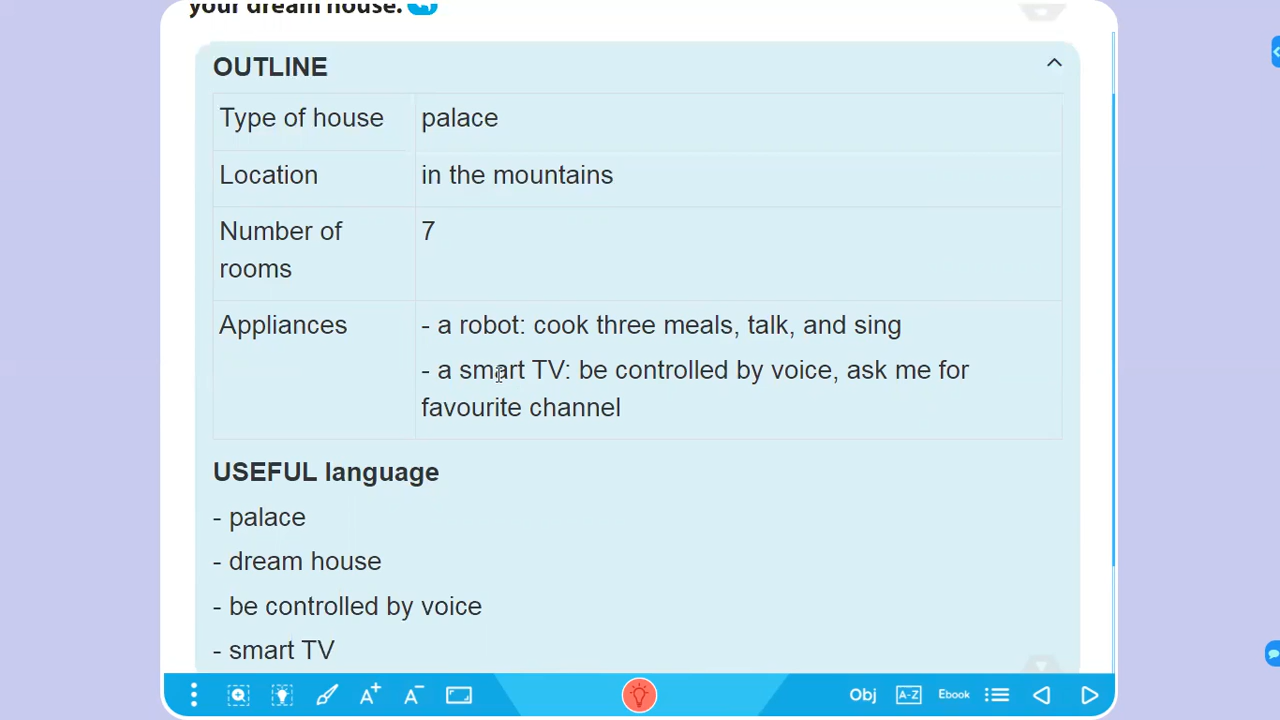 your dream house.
OUTLINE
Type of house palace
Location in the mountains
Number of rooms 7
Appliances - a robot: cook three meals, talk, and sing
- a smart TV: be controlled by voice, ask me for
favourite channel
USEFUL language
- palace
- dream house
- be controlled by voice
- smart TV
A+ A- Obj A-Z Ebook